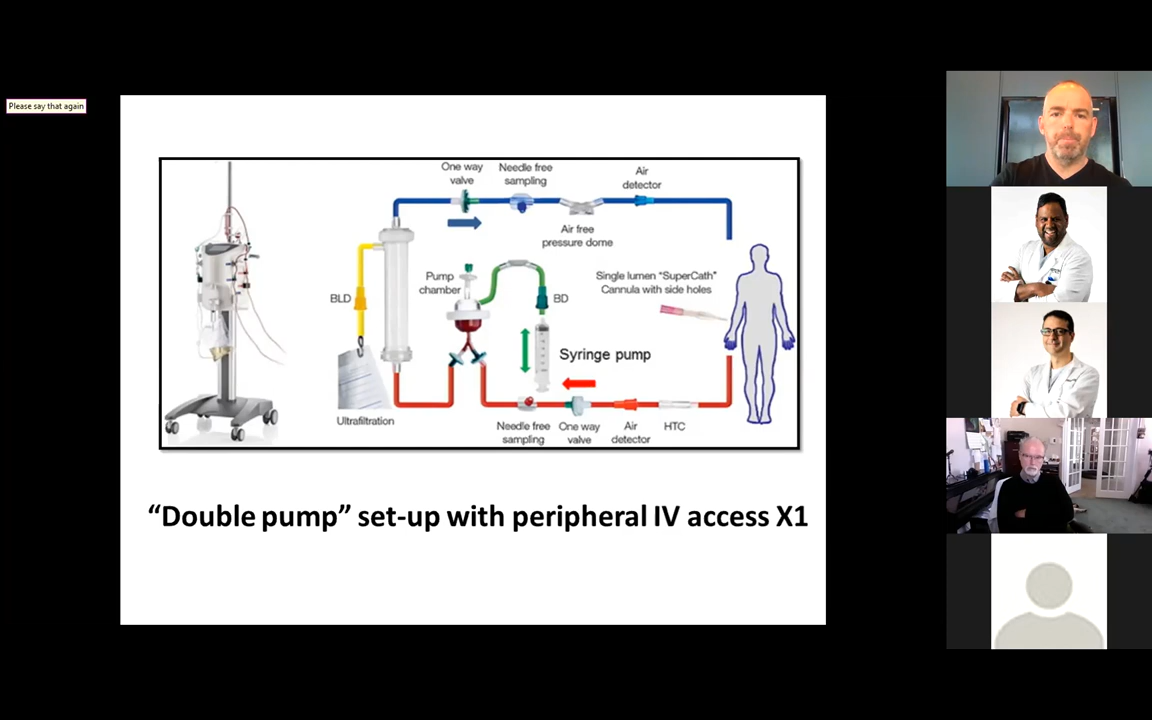 Please say that again
One way
valve
Needle free
sampling
Air
detector
Air free
pressure dome
Pump
chamber
Single lumen "SuperCath"
Cannula with side holes
BLD
BD
Syringe pump
Ultrafiltration
Needle free
sampling
One way
valve
Air
detector
HTC
“Double pump” set-up with peripheral IV access X1